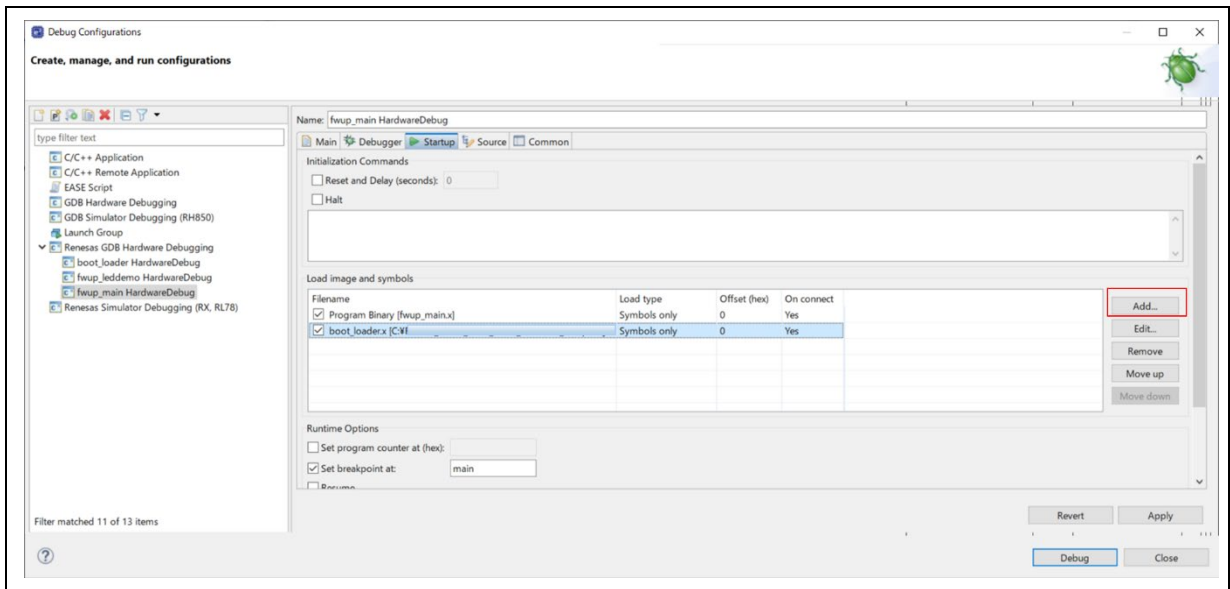 Debug Configurations
Create, manage, and run configurations
type filter text
C/C++ Application
C/C++ Remote Application
EASE Script
GDB Hardware Debugging
GDB Simulator Debugging (RH850)
Launch Group
Renesas GDB Hardware Debugging
boot_loader HardwareDebug
fwup_leddemo HardwareDebug
fwup_main HardwareDebug
Renesas Simulator Debugging (RX, RL78)
Filter matched 11 of 13 items
Name: fwup_main HardwareDebug
Main Debugger Startup Source Common
Initialization Commands
Reset and Delay (seconds): 0
Halt
Load image and symbols
Filename Load type Offset (hex) On connect
Program Binary [fwup_main.x] Symbols only 0 Yes
boot_loader.x [C:¥ Symbols only 0 Yes
Add...
Edit...
Remove
Move up
Move down
Runtime Options
Set program counter at (hex):
Set breakpoint at: main
Resume
Revert Apply
Debug Close